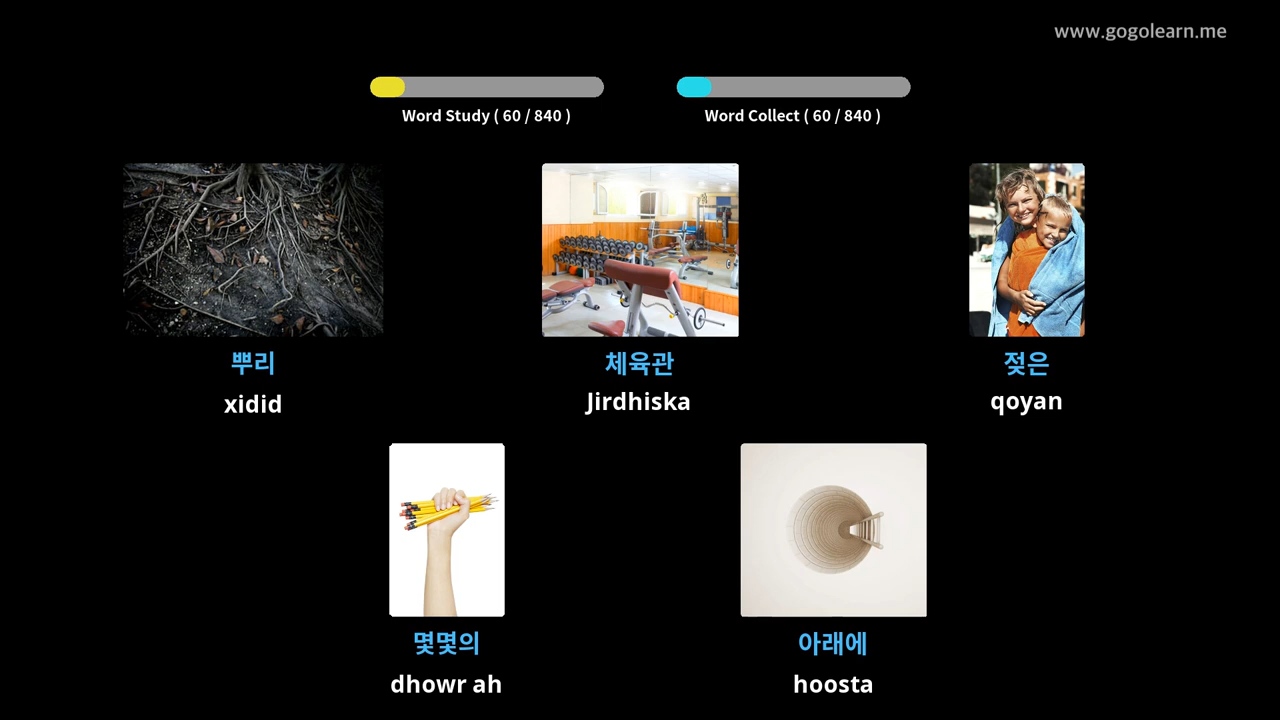 www.gogolearn.me
Word Study ( 60 / 840 )
Word Collect ( 60 / 840 )
뿌리
xidid
체육관
Jirdhiska
젖은
qoyan
몇몇의
dhowr ah
아래에
hoosta